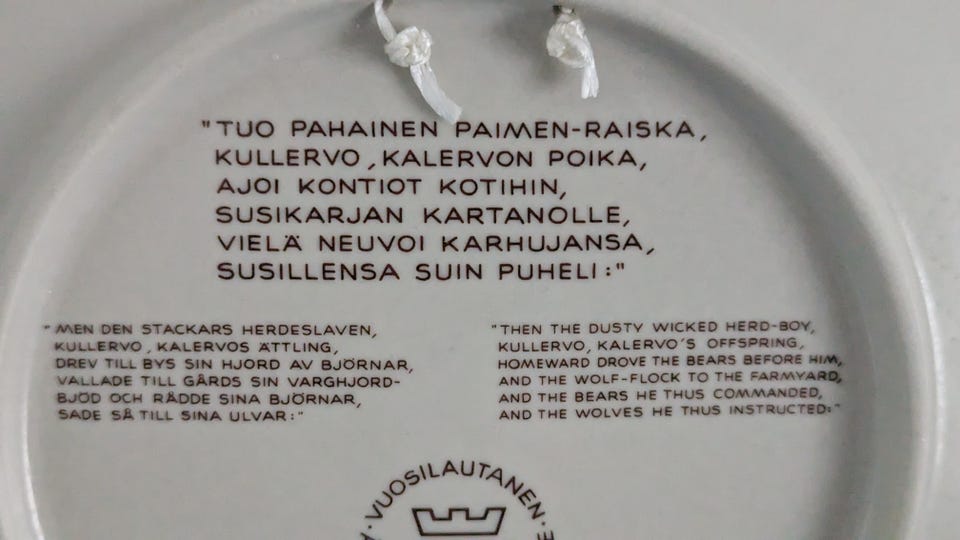 "TUO PAHAINEN PAIMEN-RAISKA,
KULLERVO, KALERVON POIKA,
AJOI KONTIOT KOTIHIN,
SUSIKARJAN KARTANOLLE,
VIELÄ NEUVOI KARHUJANSA,
SUSILLENSA SUIN PUHELI:"
"MEN DEN STACKARS HERDESLAVEN,
KULLERVO, KALERVOS ÄTTLING,
DREV TILL BYS SIN HJORD AV BJÖRNAR,
VALLADE TILL GÅRDS SIN VARGHJORD-
BJÖD OCH RÅDDE SINA BJÖRNAR,
SADE SÅ TILL SINA ULVAR:"
"THEN THE DUSTY WICKED HERD-BOY,
KULLERVO, KALERVO'S OFFSPRING,
HOMEWARD DROVE THE BEARS BEFORE HIM,
AND THE WOLF-FLOCK TO THE FARMYARD,
AND THE BEARS HE THUS COMMANDED,
AND THE WOLVES HE THUS INSTRUCTED:"
· VUOSILAUTANEN ·